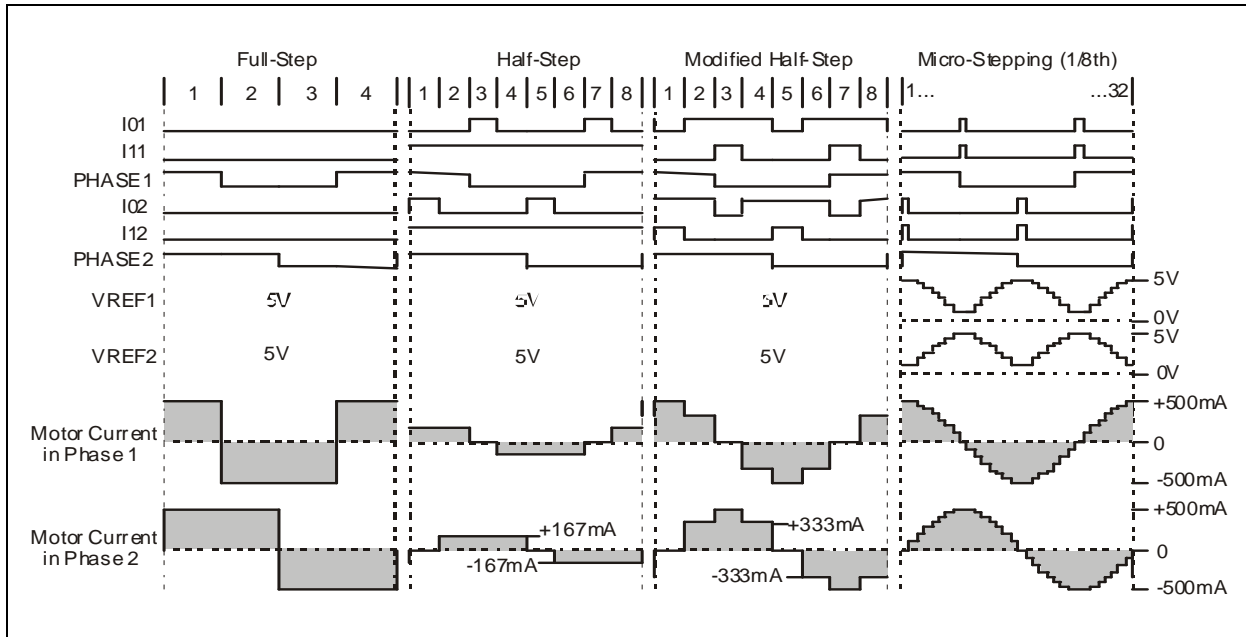 Full-Step Half-Step Modified Half-Step Micro-Stepping (1/8th)
1 2 3 4 1 2 3 4 5 6 7 8 1 2 3 4 5 6 7 8 1... ...32
I01
I11
PHASE1
I02
I12
PHASE2
VREF1 5V 5V 5V 5V
0V
VREF2 5V 5V 5V 5V
0V
Motor Current in Phase 1
+500mA
0
-500mA
Motor Current in Phase 2
+167mA
-167mA
+333mA
-333mA
+500mA
0
-500mA